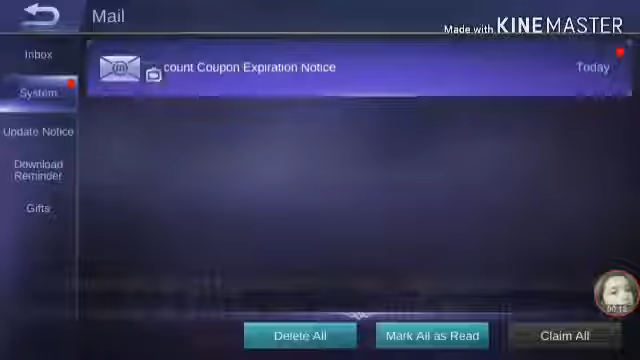 Mail
Made with KINEMASTER
Inbox
count Coupon Expiration Notice
Today
System
Update Notice
Download
Reminder
Gifts
Delete All
Mark All as Read
Claim All